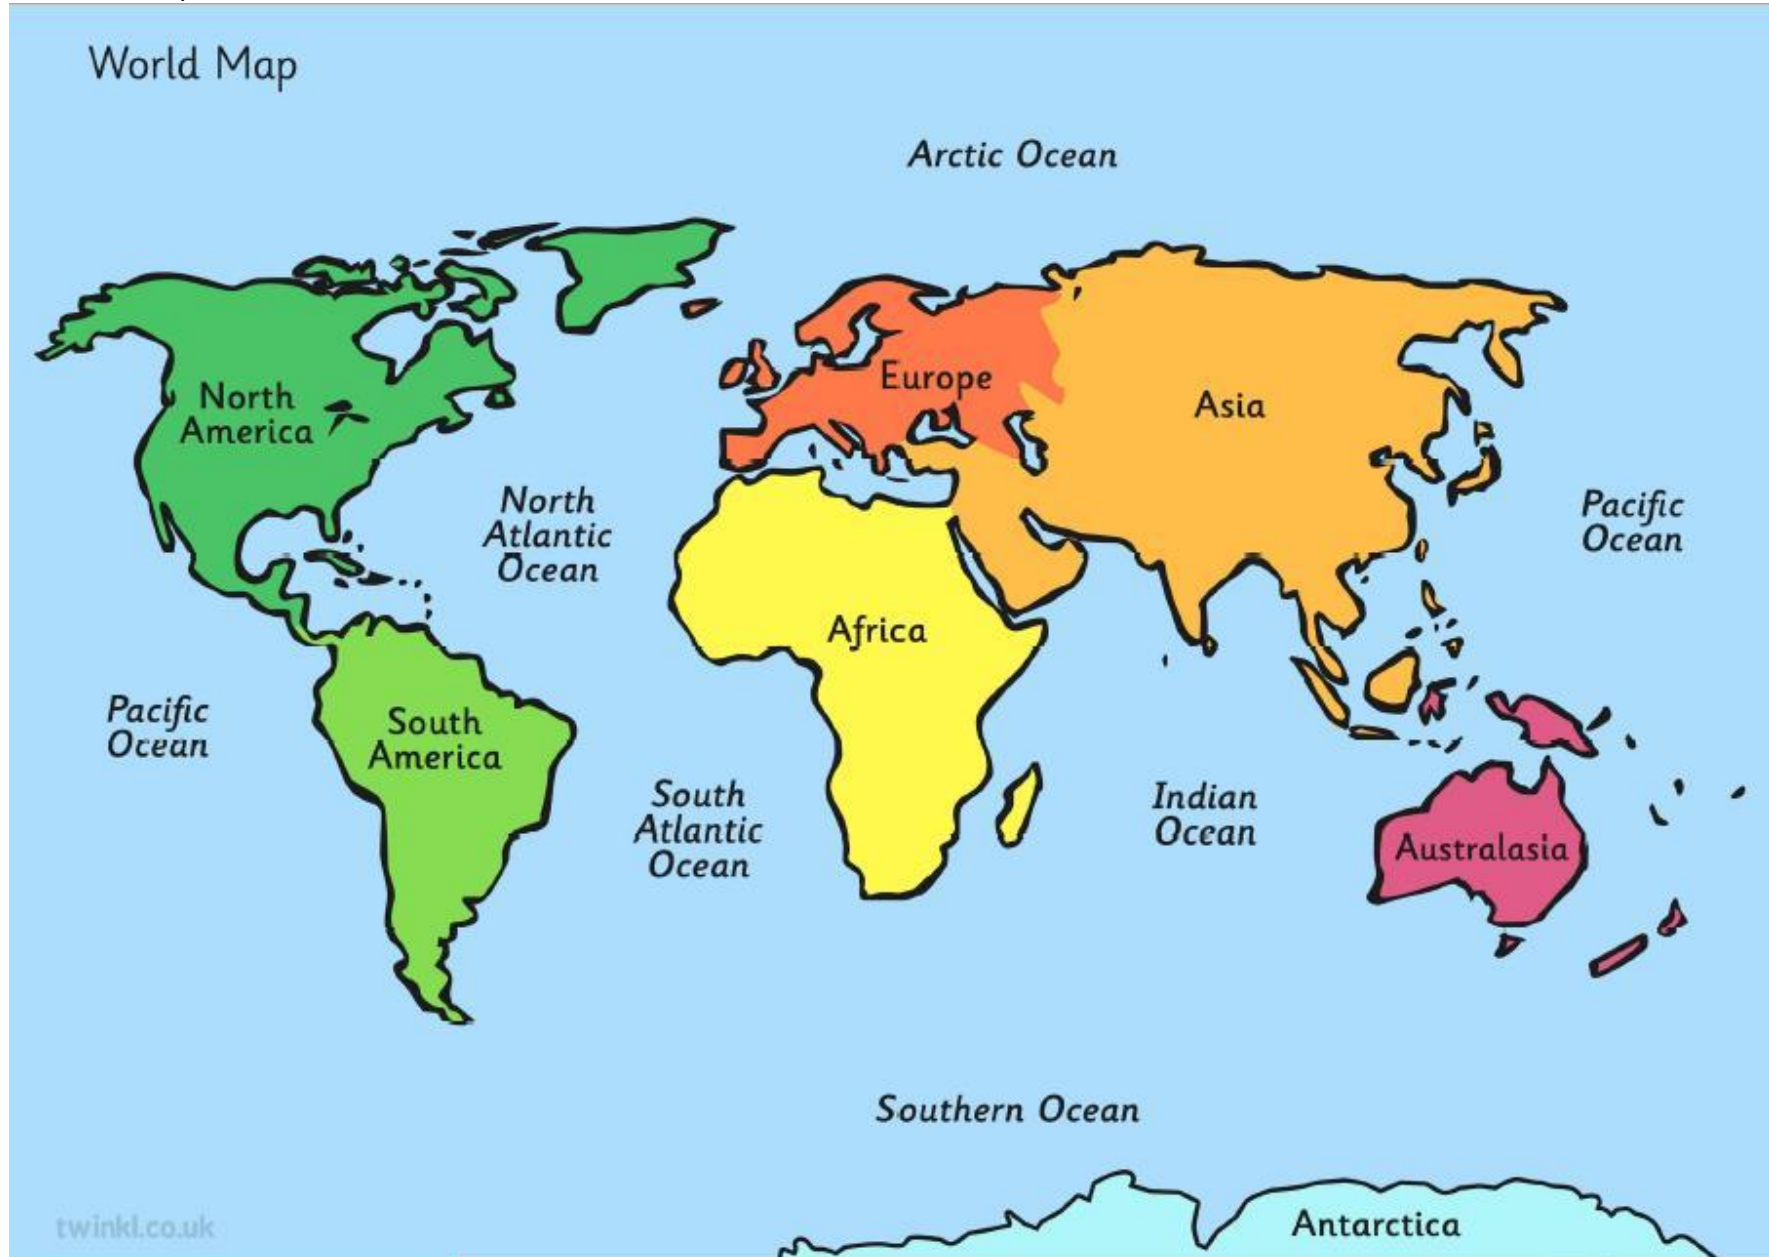 World Map
Arctic Ocean
North
America
Europe
Asia
North
Atlantic
Ocean
Pacific
Ocean
Africa
Pacific
Ocean
South
America
South
Atlantic
Ocean
Indian
Ocean
Australasia
Southern Ocean
Antarctica
twinkl.co.uk